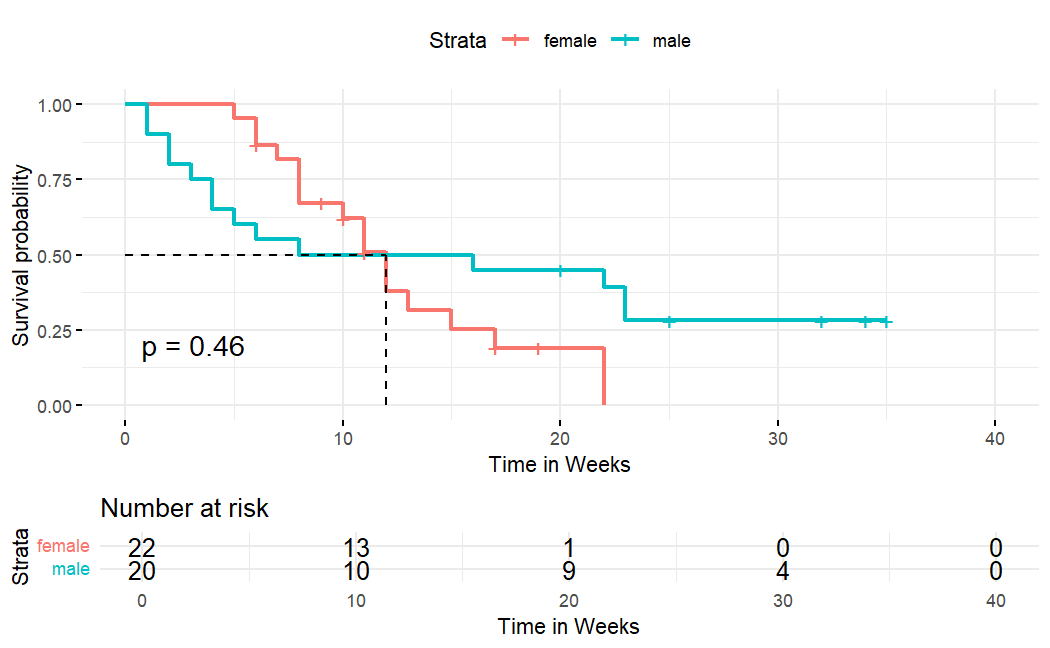 Strata female male
Survival probability
1.00
0.75
0.50
0.25
0.00
p = 0.46
0 10 20 30 40
Time in Weeks
Number at risk
Strata
female 22 13 1 0 0
male 20 10 9 4 0
0 10 20 30 40
Time in Weeks